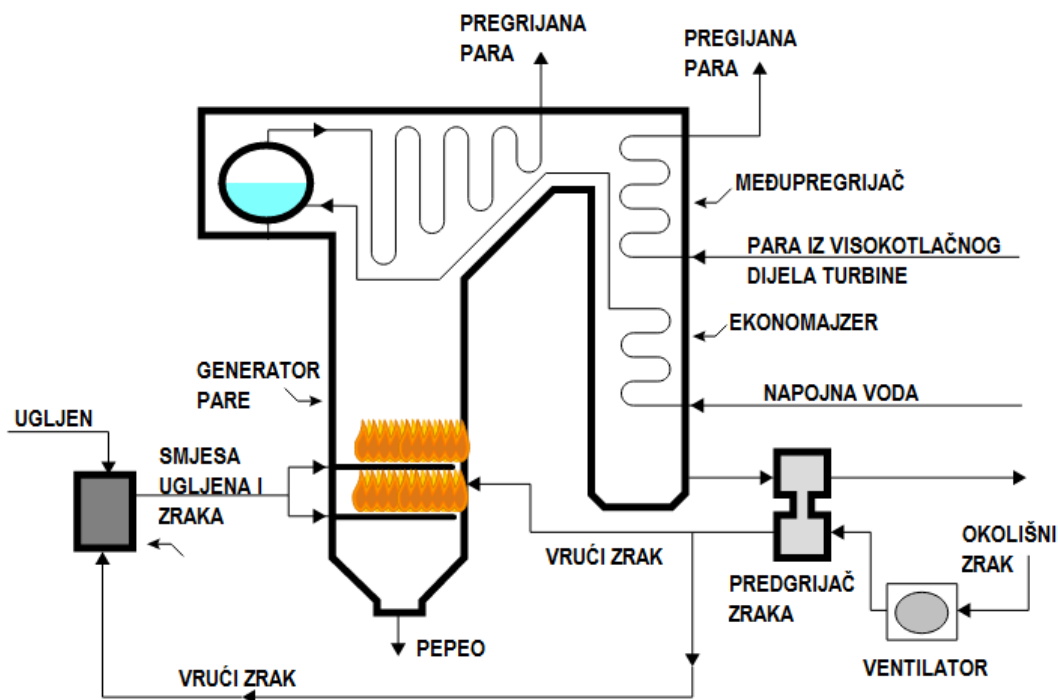 PREGRIJANA
PARA
PREGIJANA
PARA
MEĐUPREGRIJAČ
PARA IZ VISOKOTLAČNOG
DIJELA TURBINE
EKONOMAJZER
GENERATOR
PARE
NAPOJNA VODA
UGLJEN
SMJESA
UGLJENA I
ZRAKA
VRUĆI ZRAK
PREDGRIJAČ
ZRAKA
OKOLIŠNI
ZRAK
PEPEO
VENTILATOR
VRUĆI ZRAK